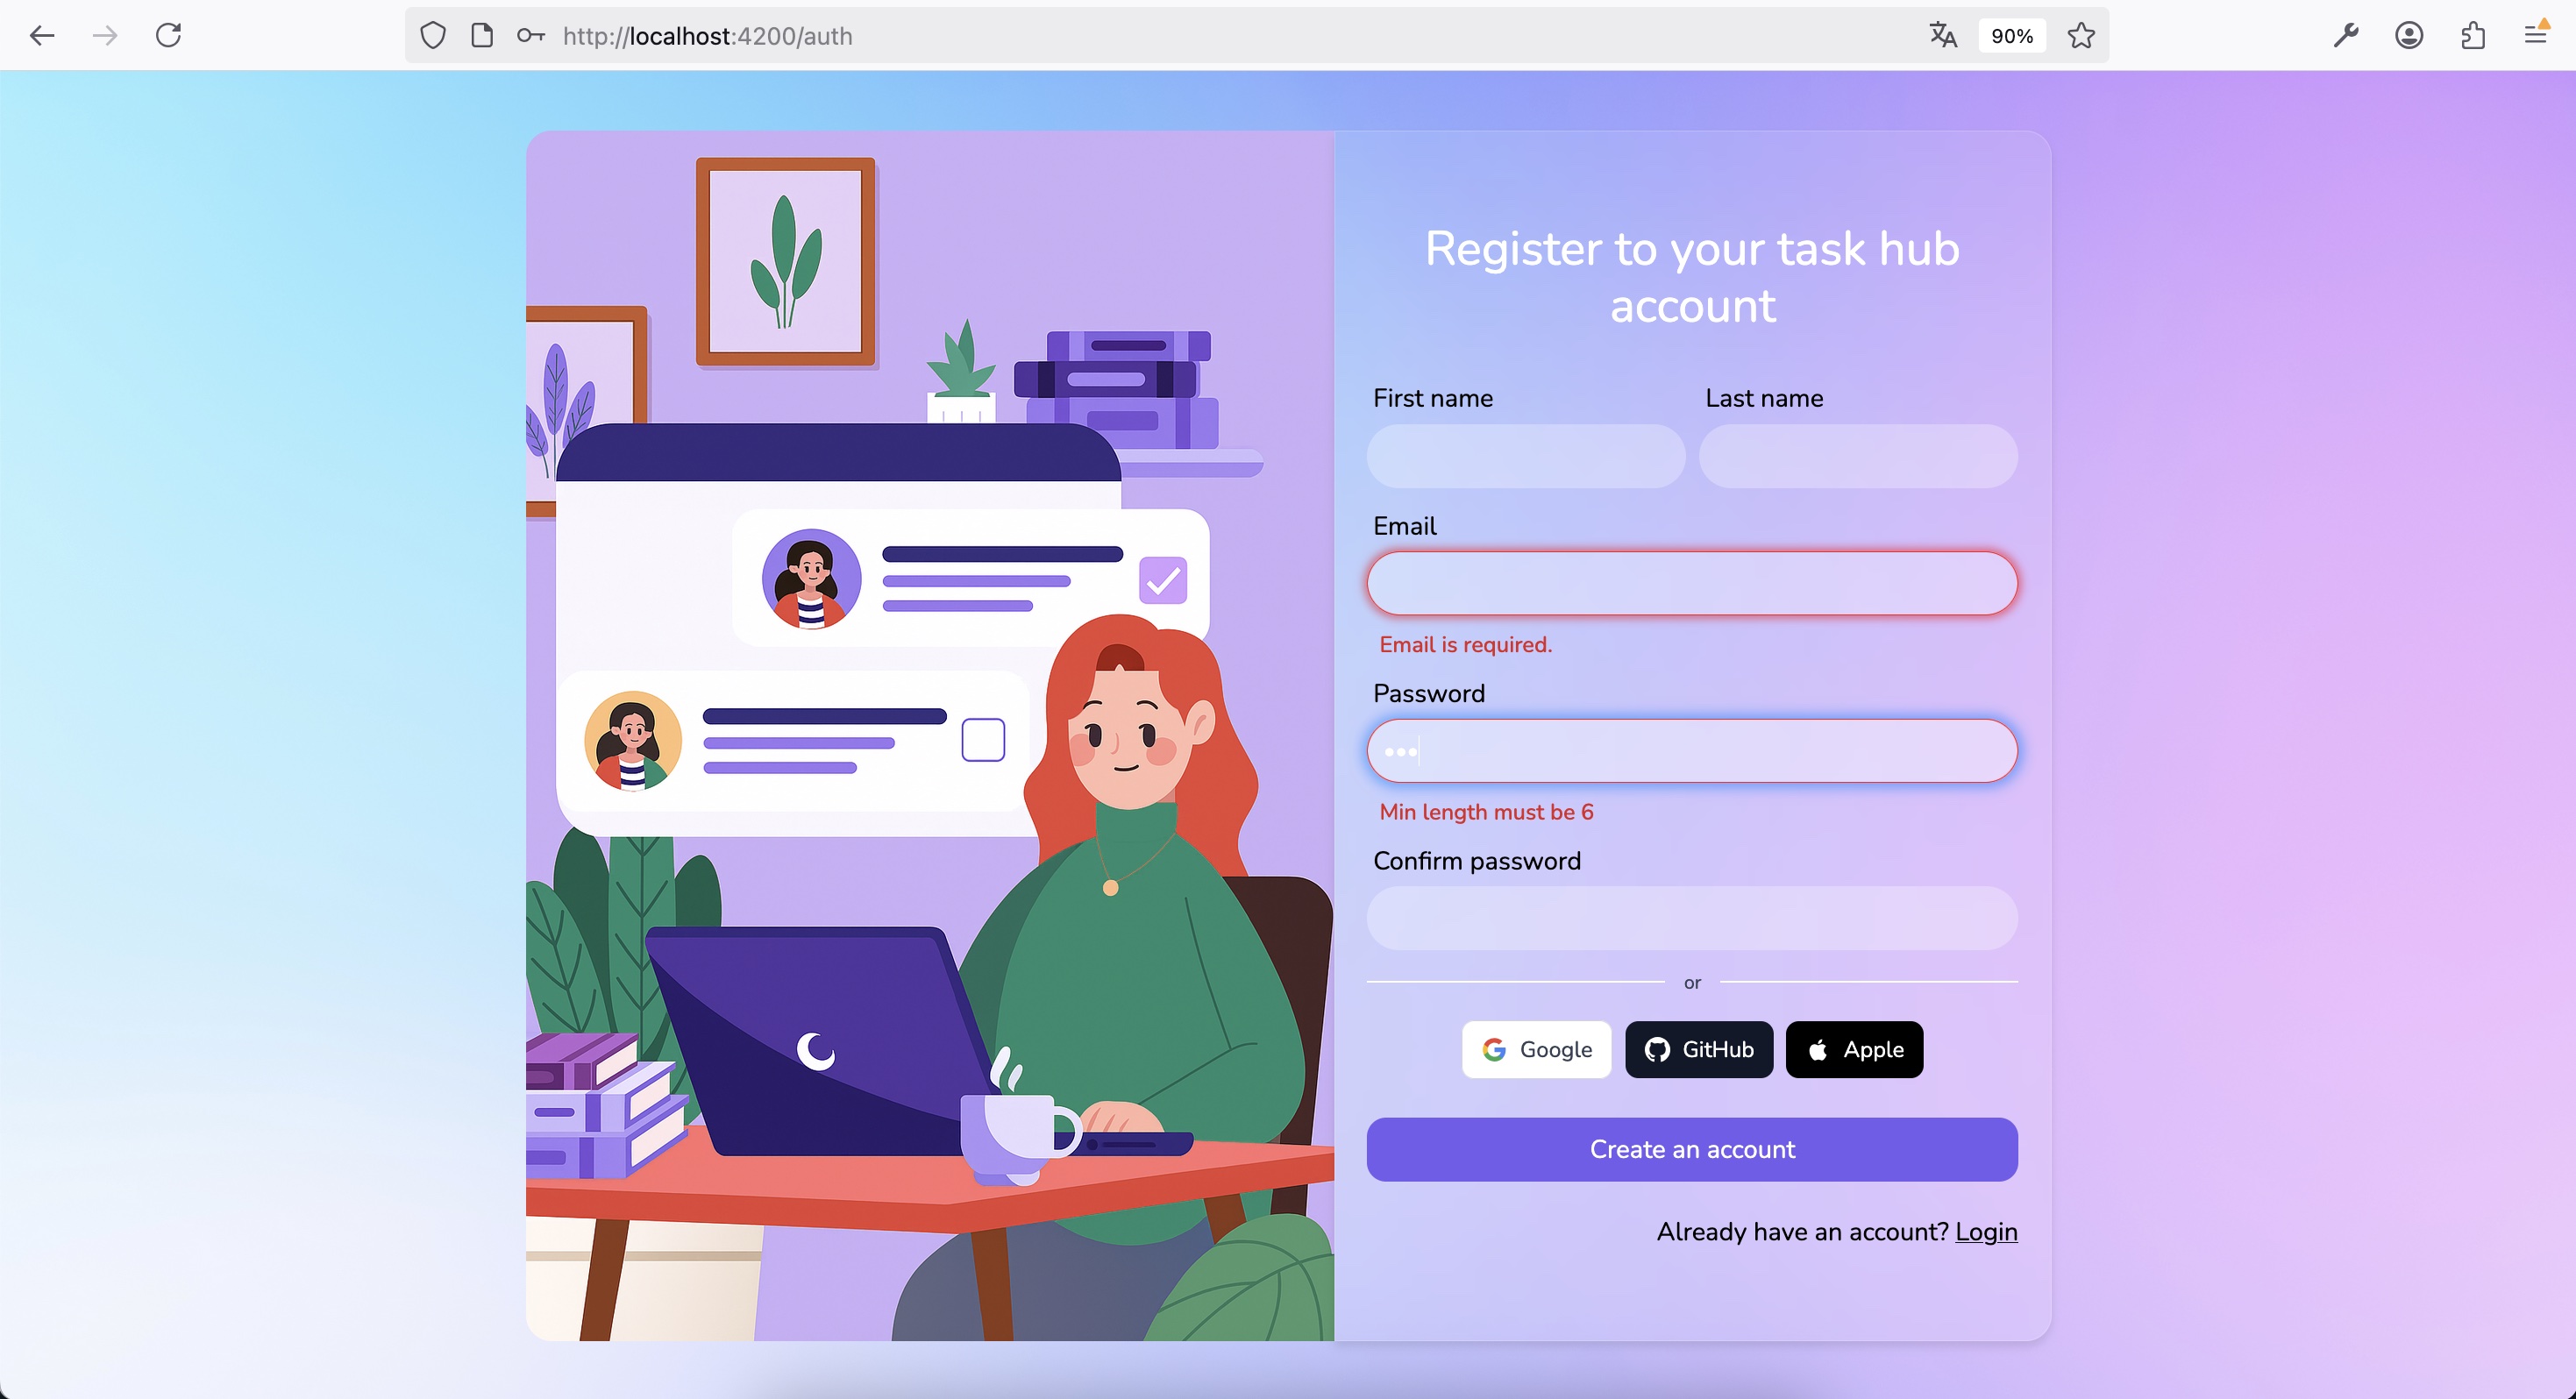 http://localhost:4200/auth
90%
Register to your task hub
account
First name
Last name
Email
Email is required.
Password
•••
Min length must be 6
Confirm password
or
Google
GitHub
Apple
Create an account
Already have an account? Login